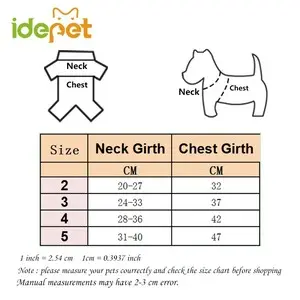 idepet
Neck
Chest
Neck
Chest
Size Neck Girth Chest Girth
CM CM
2 20-27 32
3 24-33 37
4 28-36 42
5 31-40 47
1 inch = 2.54 cm 1cm = 0.3937 inch
Note : please measure your pets courrectly and check the size chart before shopping
Manual measurements may have 2-3 cm error.